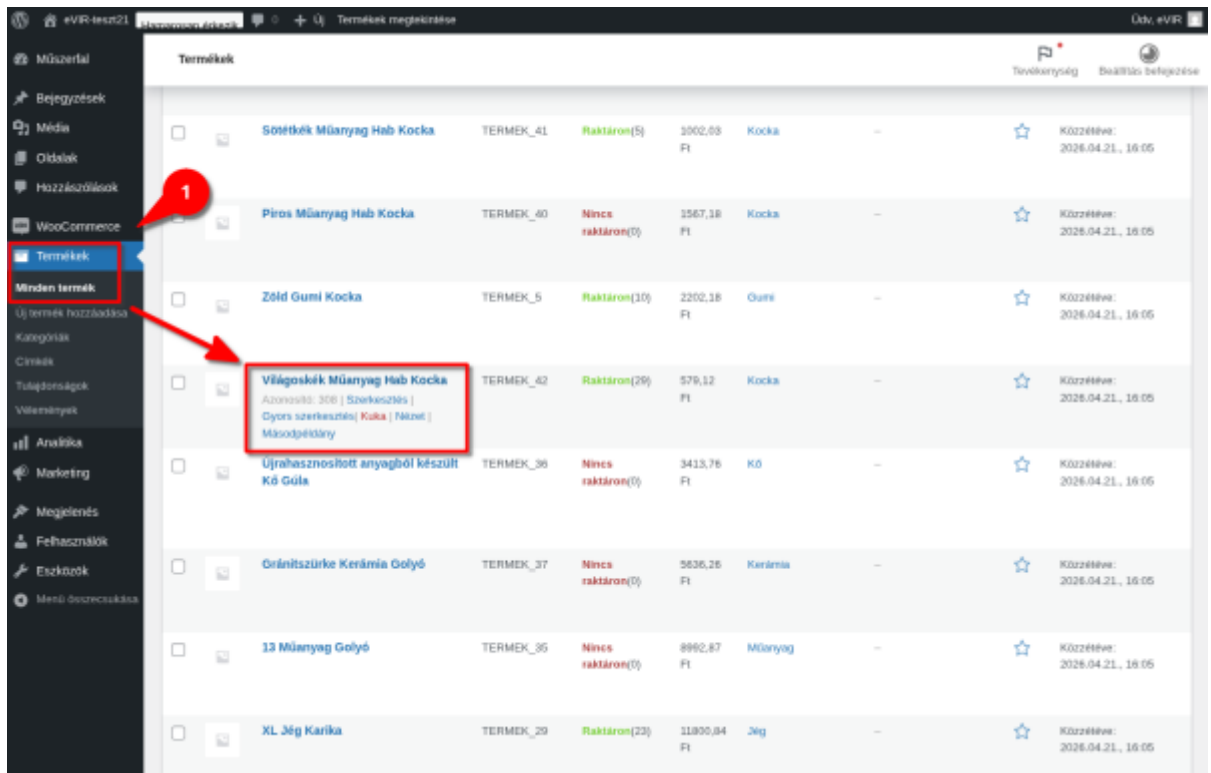 eVIR-teszt21
0
Új
Termékek megtekintése
Üdv, eVIR
Műszerfal
Bejegyzések
Média
Oldalak
Hozzászólások
WooCommerce
Termékek
Minden termék
Új termék hozzáadása
Kategóriák
Címkék
Tulajdonságok
Vélemények
Analitika
Marketing
Megjelenés
Felhasználók
Eszközök
Menü összecsukása
1
Termékek
Tevékenység
Beállítás befejezése
Sötétkék Műanyag Hab Kocka TERMEK_41 Raktáron(5) 1002,03 Kocka – Közzétéve:
Ft 2026.04.21., 16:05
Piros Műanyag Hab Kocka TERMEK_40 Nincs 1567,18 Kocka – Közzétéve:
raktáron(0) Ft 2026.04.21., 16:05
Zöld Gumi Kocka TERMEK_5 Raktáron(10) 2202,18 Gumi – Közzétéve:
Ft 2026.04.21., 16:05
Világoskék Műanyag Hab Kocka TERMEK_42 Raktáron(29) 579,12 Kocka – Közzétéve:
Azonosító: 308 | Szerkesztés | Ft 2026.04.21., 16:05
Gyors szerkesztés| Kuka | Nézet |
Másodpéldány
Újrahasznosított anyagból készült TERMEK_36 Nincs 3413,76 Kő – Közzétéve:
Kő Gúla raktáron(0) Ft 2026.04.21., 16:05
Gránitszürke Kerámia Golyó TERMEK_37 Nincs 5636,26 Kerámia – Közzétéve:
raktáron(0) Ft 2026.04.21., 16:05
13 Műanyag Golyó TERMEK_35 Nincs 8992,87 Műanyag – Közzétéve:
raktáron(0) Ft 2026.04.21., 16:05
XL Jég Karika TERMEK_29 Raktáron(23) 11800,84 Jég – Közzétéve:
Ft 2026.04.21., 16:05